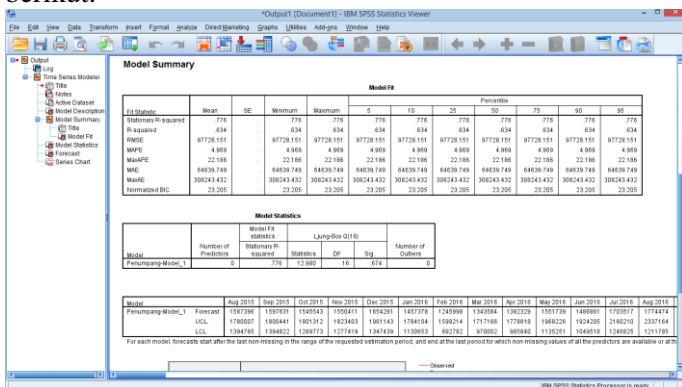 berikut:
*Output1 [Document1] - IBM SPSS Statistics Viewer
File Edit View Data Transform Insert Format Analyze Direct Marketing Graphs Utilities Add-ons Window Help
Output
Log
Time Series Modeler
Title
Notes
Active Dataset
Model Description
Model Summary
Title
Model Fit
Model Statistics
Forecast
Series Chart
Model Summary
Model Fit
Percentile
Fit Statistic Mean SE Minimum Maximum 5 10 25 50 75 90 95
Stationary R-squared .776 . .776 .776 .776 .776 .776 .776 .776 .776 .776
R-squared .634 . .634 .634 .634 .634 .634 .634 .634 .634 .634
RMSE 97728.151 . 97728.151 97728.151 97728.151 97728.151 97728.151 97728.151 97728.151 97728.151 97728.151
MAPE 4.969 . 4.969 4.969 4.969 4.969 4.969 4.969 4.969 4.969 4.969
MaxAPE 22.186 . 22.186 22.186 22.186 22.186 22.186 22.186 22.186 22.186 22.186
MAE 64639.749 . 64639.749 64639.749 64639.749 64639.749 64639.749 64639.749 64639.749 64639.749 64639.749
MaxAE 308243.432 . 308243.432 308243.432 308243.432 308243.432 308243.432 308243.432 308243.432 308243.432 308243.432
Normalized BIC 23.205 . 23.205 23.205 23.205 23.205 23.205 23.205 23.205 23.205 23.205
Model Statistics
Model Number of Predictors Model Fit statistics Stationary R-squared Ljung-Box Q(18) Statistics DF Sig. Number of Outliers
Penumpang-Model_1 0 .776 12.980 16 .674 0
Model Aug 2015 Sep 2015 Oct 2015 Nov 2015 Dec 2015 Jan 2016 Feb 2016 Mar 2016 Apr 2016 May 2016 Jun 2016 Jul 2016 Aug 2016
Penumpang-Model_1 Forecast 1587396 1597631 1545543 1550411 1654291 1457378 1245998 1343584 1382329 1551739 1486861 1703517 1774474
UCL 1780007 1800441 1801312 1823403 1961143 1784104 1599214 1717166 1778818 1968226 1924205 2160210 2337164
LCL 1394785 1394822 1289773 1277419 1347439 1130653 892782 970002 985840 1135251 1049518 1246825 1211785
For each model, forecasts start after the last non-missing in the range of the requested estimation period, and end at the last period for which non-missing values of all the predictors are available or at th
Observed
IBM SPSS Statistics Processor is ready